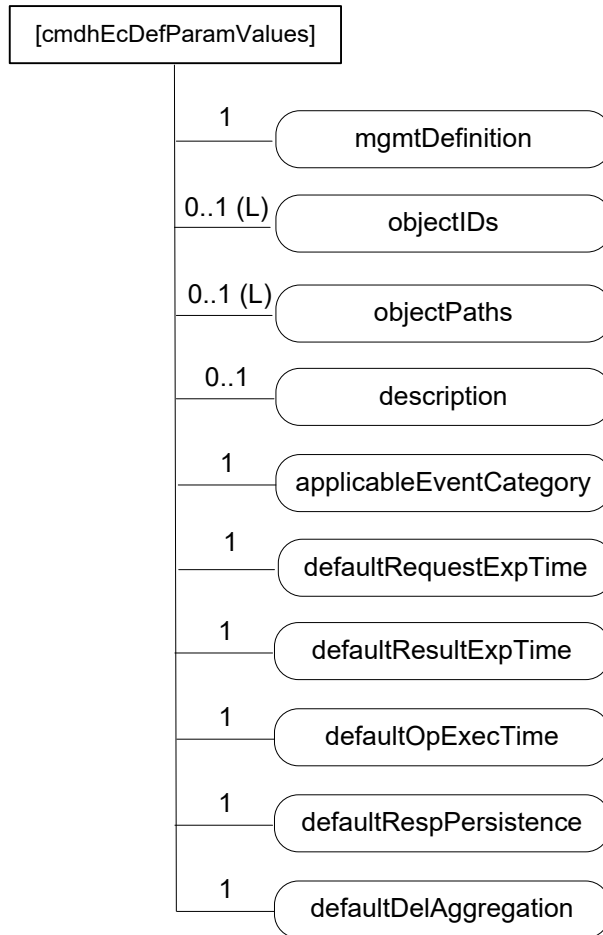 [cmdhEcDefParamValues]
1
mgmtDefinition
0..1 (L)
objectIDs
0..1 (L)
objectPaths
0..1
description
1
applicableEventCategory
1
defaultRequestExpTime
1
defaultResultExpTime
1
defaultOpExecTime
1
defaultRespPersistence
1
defaultDelAggregation